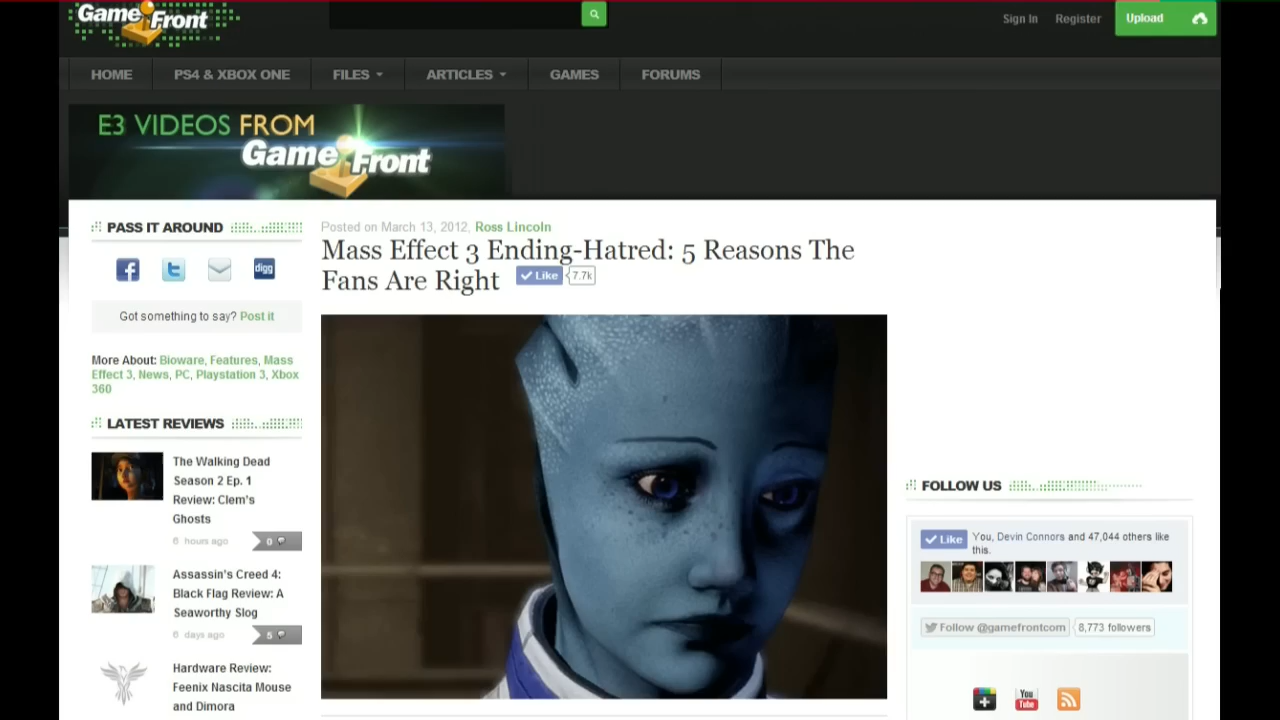 Game Front
Sign In
Register
Upload
HOME
PS4 & XBOX ONE
FILES
ARTICLES
GAMES
FORUMS
E3 VIDEOS FROM
Game Front
PASS IT AROUND
digg
Got something to say? Post it
More About: Bioware, Features, Mass
Effect 3, News, PC, Playstation 3, Xbox
360
LATEST REVIEWS
The Walking Dead
Season 2 Ep. 1
Review: Clem's
Ghosts
6 hours ago
0
Assassin's Creed 4:
Black Flag Review: A
Seaworthy Slog
6 days ago
5
Hardware Review:
Feenix Nascita Mouse
and Dimora
Posted on March 13, 2012, Ross Lincoln
Mass Effect 3 Ending-Hatred: 5 Reasons The
Fans Are Right
Like
7.7k
FOLLOW US
Like
You, Devin Connors and 47,044 others like
this.
Follow @gamefrontcom
8,773 followers
You
Tube